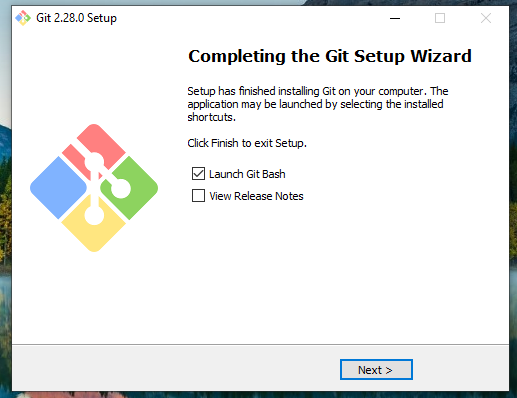 Git 2.28.0 Setup
Completing the Git Setup Wizard
Setup has finished installing Git on your computer. The
application may be launched by selecting the installed
shortcuts.
Click Finish to exit Setup.
Launch Git Bash
View Release Notes
Next >